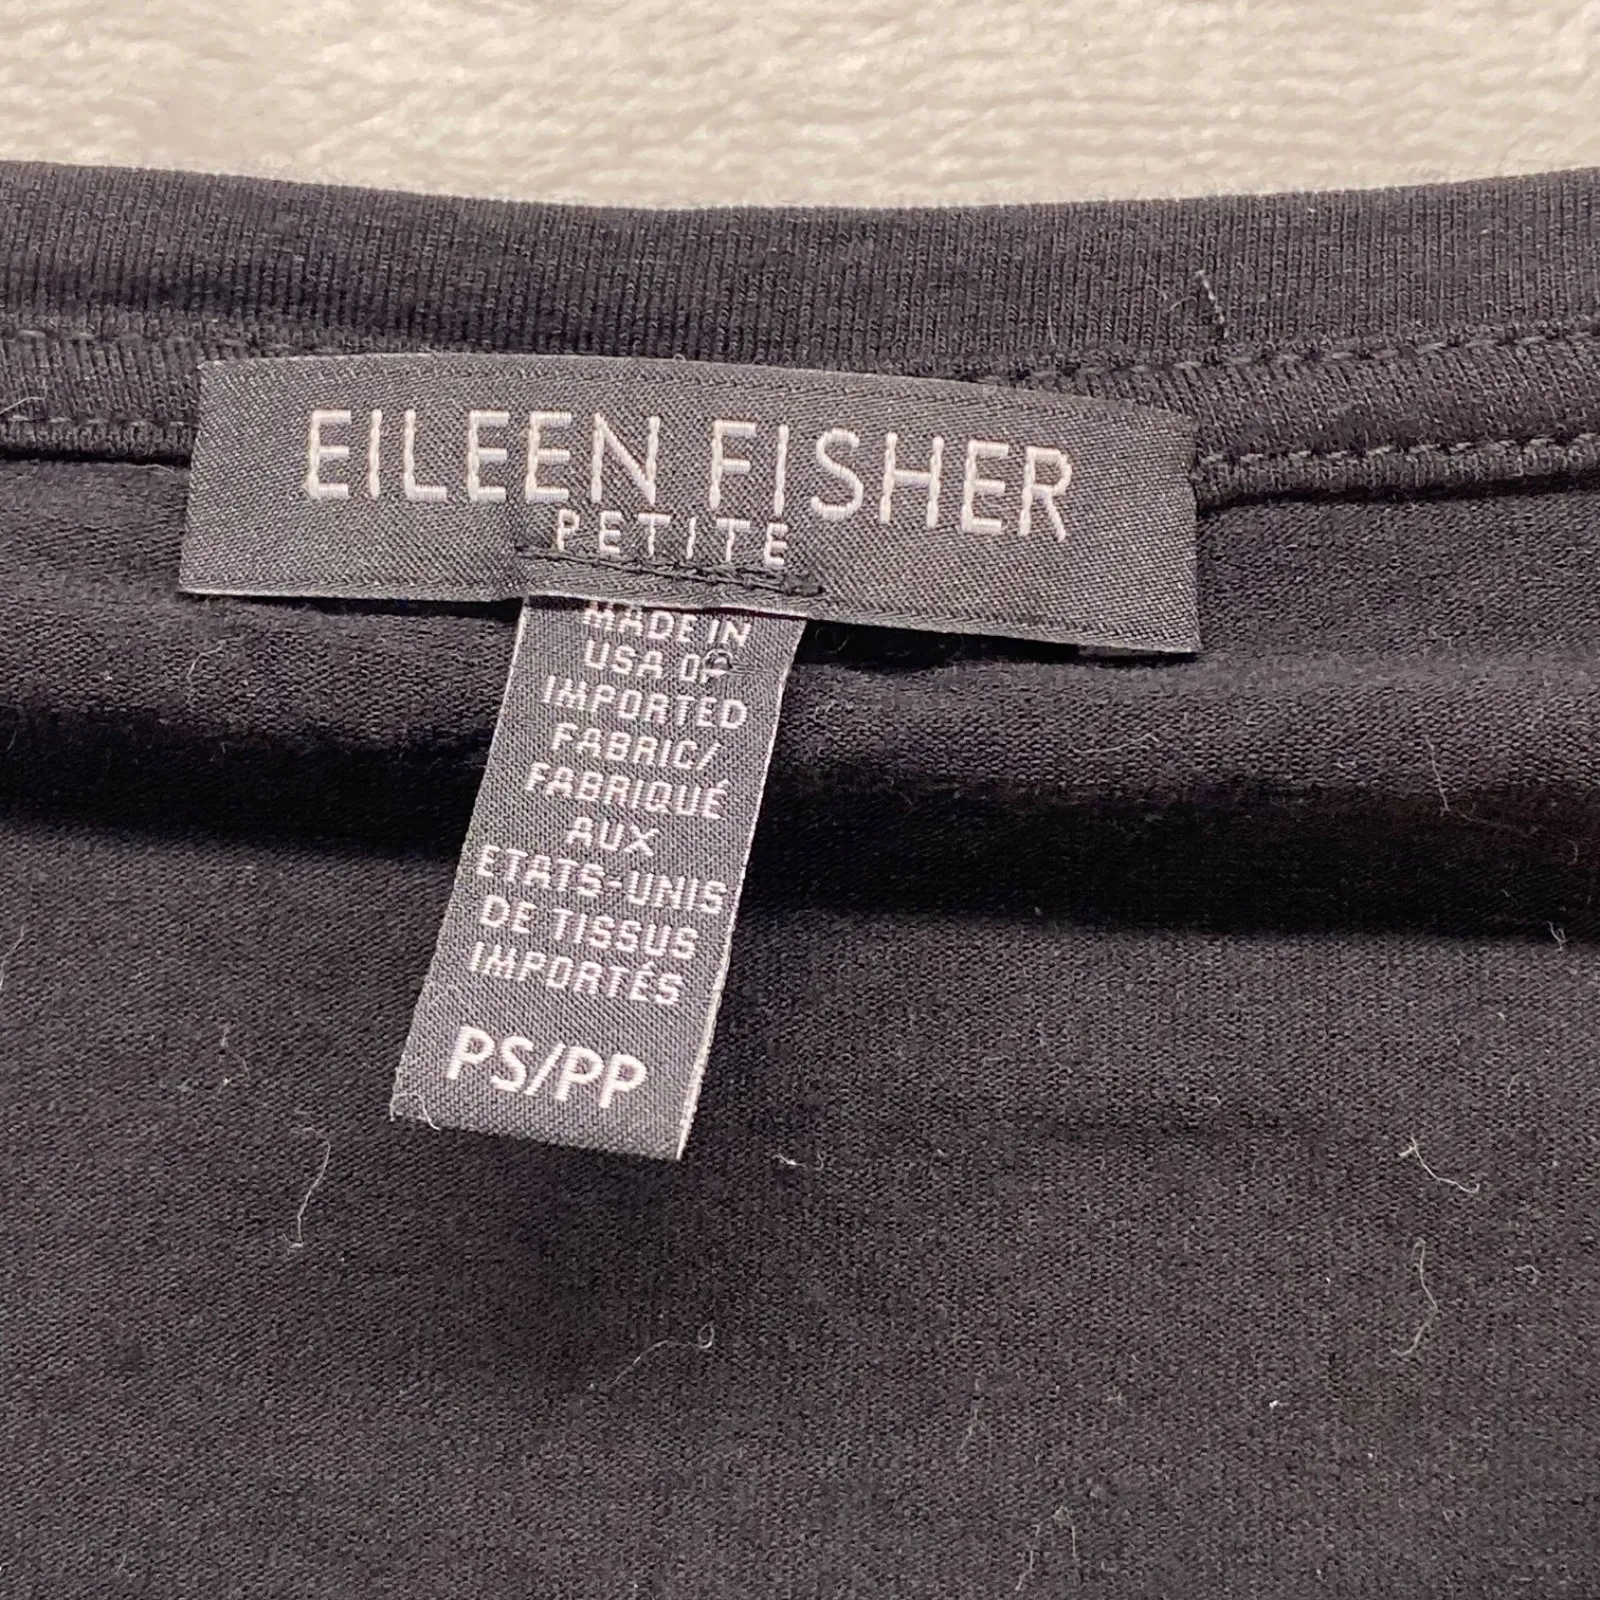 EILEEN FISHER
PETITE
MADE IN
USA OF
IMPORTED
FABRIC/
FABRIQUÉ
AUX
ETATS-UNIS
DE TISSUS
IMPORTÉS
PS/PP